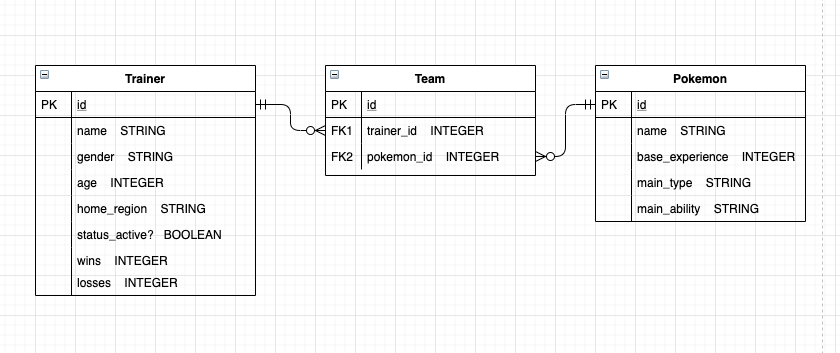 Trainer
PK id
name STRING
gender STRING
age INTEGER
home_region STRING
status_active? BOOLEAN
wins INTEGER
losses INTEGER
Team
PK id
FK1 trainer_id INTEGER
FK2 pokemon_id INTEGER
Pokemon
PK id
name STRING
base_experience INTEGER
main_type STRING
main_ability STRING